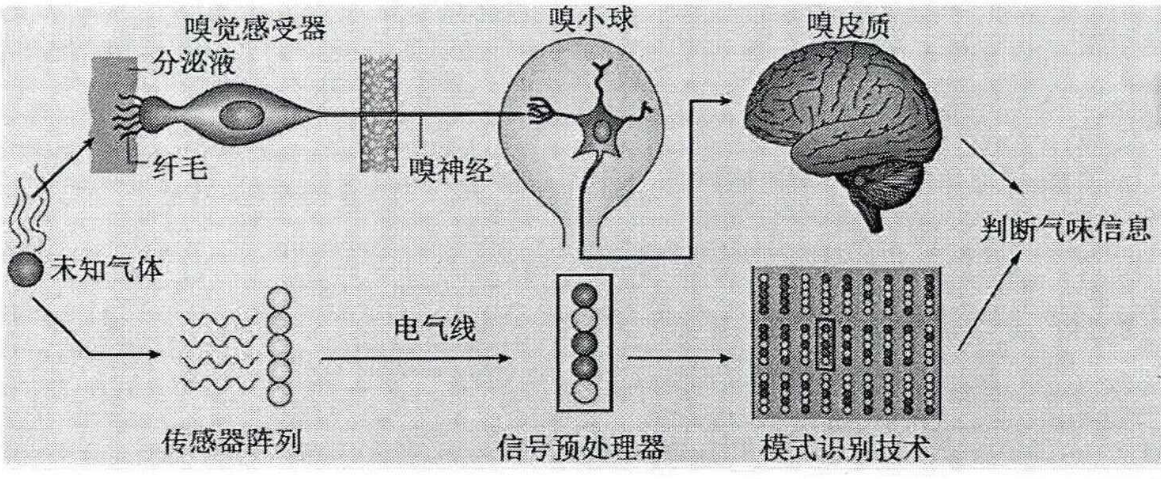 嗅觉感受器
嗅小球
嗅皮质
分泌液
纤毛
嗅神经
判断气味信息
未知气体
电气线
传感器阵列
信号预处理器
模式识别技术